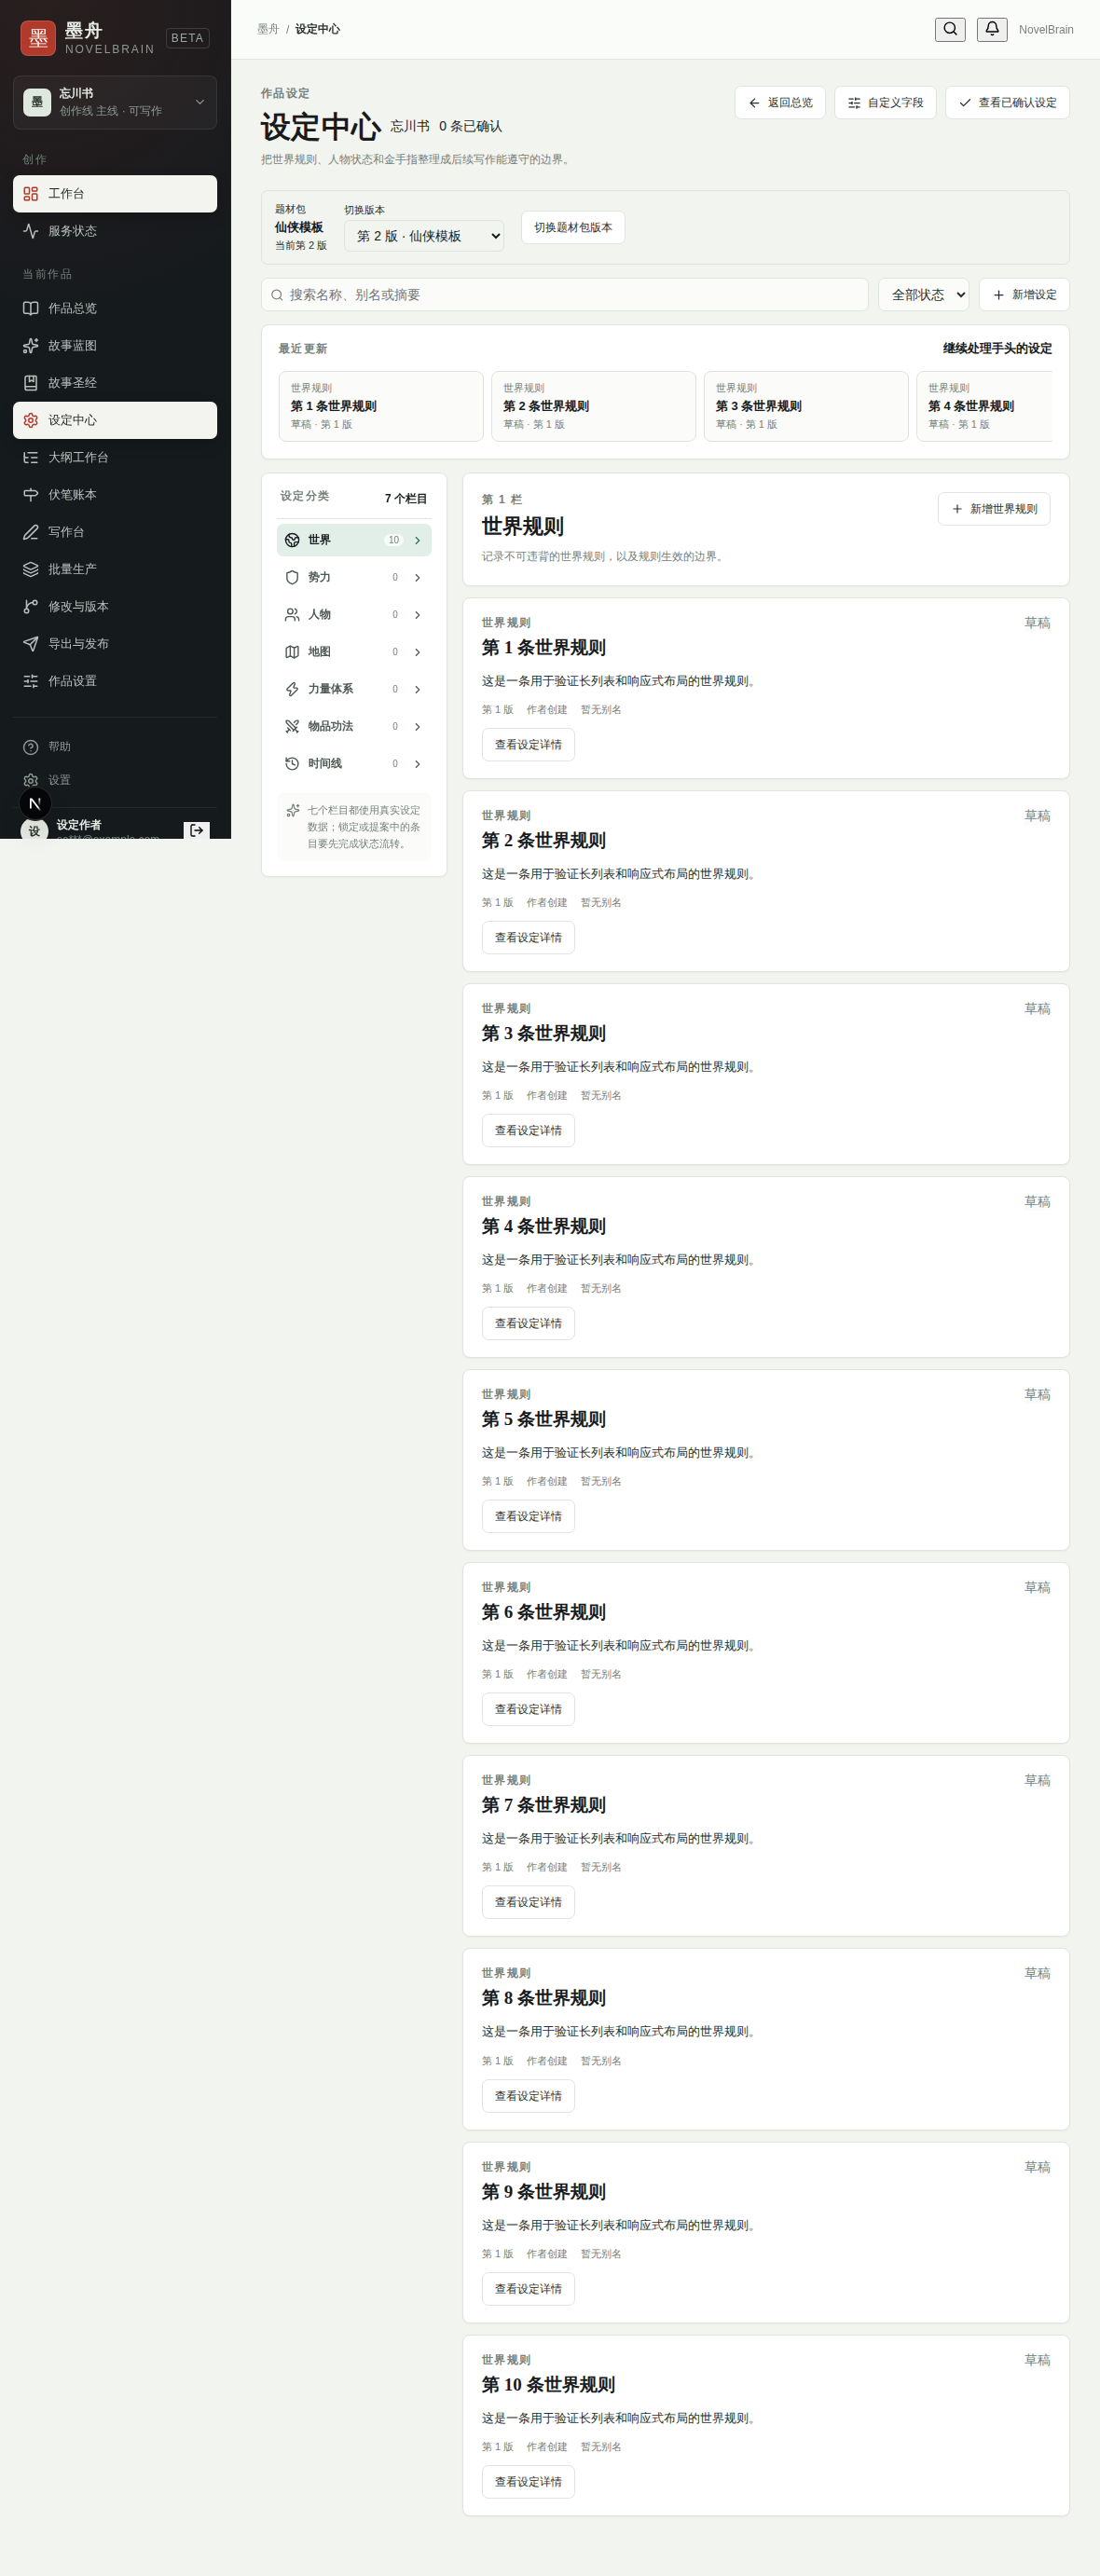 墨 墨舟 BETA
NOVELBRAIN
墨 忘川书
创作线 主线 · 可写作
创作
工作台
服务状态
当前作品
作品总览
故事蓝图
故事圣经
设定中心
大纲工作台
伏笔账本
写作台
批量生产
修改与版本
导出与发布
作品设置
帮助
设置
N
设 设定作者
墨舟 / 设定中心
NovelBrain
作品设定
设定中心 忘川书 0 条已确认
把世界规则、人物状态和金手指整理成后续写作能遵守的边界。
返回总览
自定义字段
查看已确认设定
题材包
仙侠模板
当前第 2 版
切换版本
第 2 版 · 仙侠模板
切换题材包版本
搜索名称、别名或摘要
全部状态
新增设定
最近更新
继续处理手头的设定
世界规则
第 1 条世界规则
草稿 · 第 1 版
世界规则
第 2 条世界规则
草稿 · 第 1 版
世界规则
第 3 条世界规则
草稿 · 第 1 版
世界规则
第 4 条世界规则
草稿 · 第 1 版
设定分类 7 个栏目
世界 10
势力 0
人物 0
地图 0
力量体系 0
物品功法 0
时间线 0
七个栏目都使用真实设定
数据；锁定或提案中的条
目要先完成状态流转。
第 1 栏
世界规则
记录不可违背的世界规则，以及规则生效的边界。
新增世界规则
世界规则 草稿
第 1 条世界规则
这是一条用于验证长列表和响应式布局的世界规则。
第 1 版 作者创建 暂无别名
查看设定详情
世界规则 草稿
第 2 条世界规则
这是一条用于验证长列表和响应式布局的世界规则。
第 1 版 作者创建 暂无别名
查看设定详情
世界规则 草稿
第 3 条世界规则
这是一条用于验证长列表和响应式布局的世界规则。
第 1 版 作者创建 暂无别名
查看设定详情
世界规则 草稿
第 4 条世界规则
这是一条用于验证长列表和响应式布局的世界规则。
第 1 版 作者创建 暂无别名
查看设定详情
世界规则 草稿
第 5 条世界规则
这是一条用于验证长列表和响应式布局的世界规则。
第 1 版 作者创建 暂无别名
查看设定详情
世界规则 草稿
第 6 条世界规则
这是一条用于验证长列表和响应式布局的世界规则。
第 1 版 作者创建 暂无别名
查看设定详情
世界规则 草稿
第 7 条世界规则
这是一条用于验证长列表和响应式布局的世界规则。
第 1 版 作者创建 暂无别名
查看设定详情
世界规则 草稿
第 8 条世界规则
这是一条用于验证长列表和响应式布局的世界规则。
第 1 版 作者创建 暂无别名
查看设定详情
世界规则 草稿
第 9 条世界规则
这是一条用于验证长列表和响应式布局的世界规则。
第 1 版 作者创建 暂无别名
查看设定详情
世界规则 草稿
第 10 条世界规则
这是一条用于验证长列表和响应式布局的世界规则。
第 1 版 作者创建 暂无别名
查看设定详情